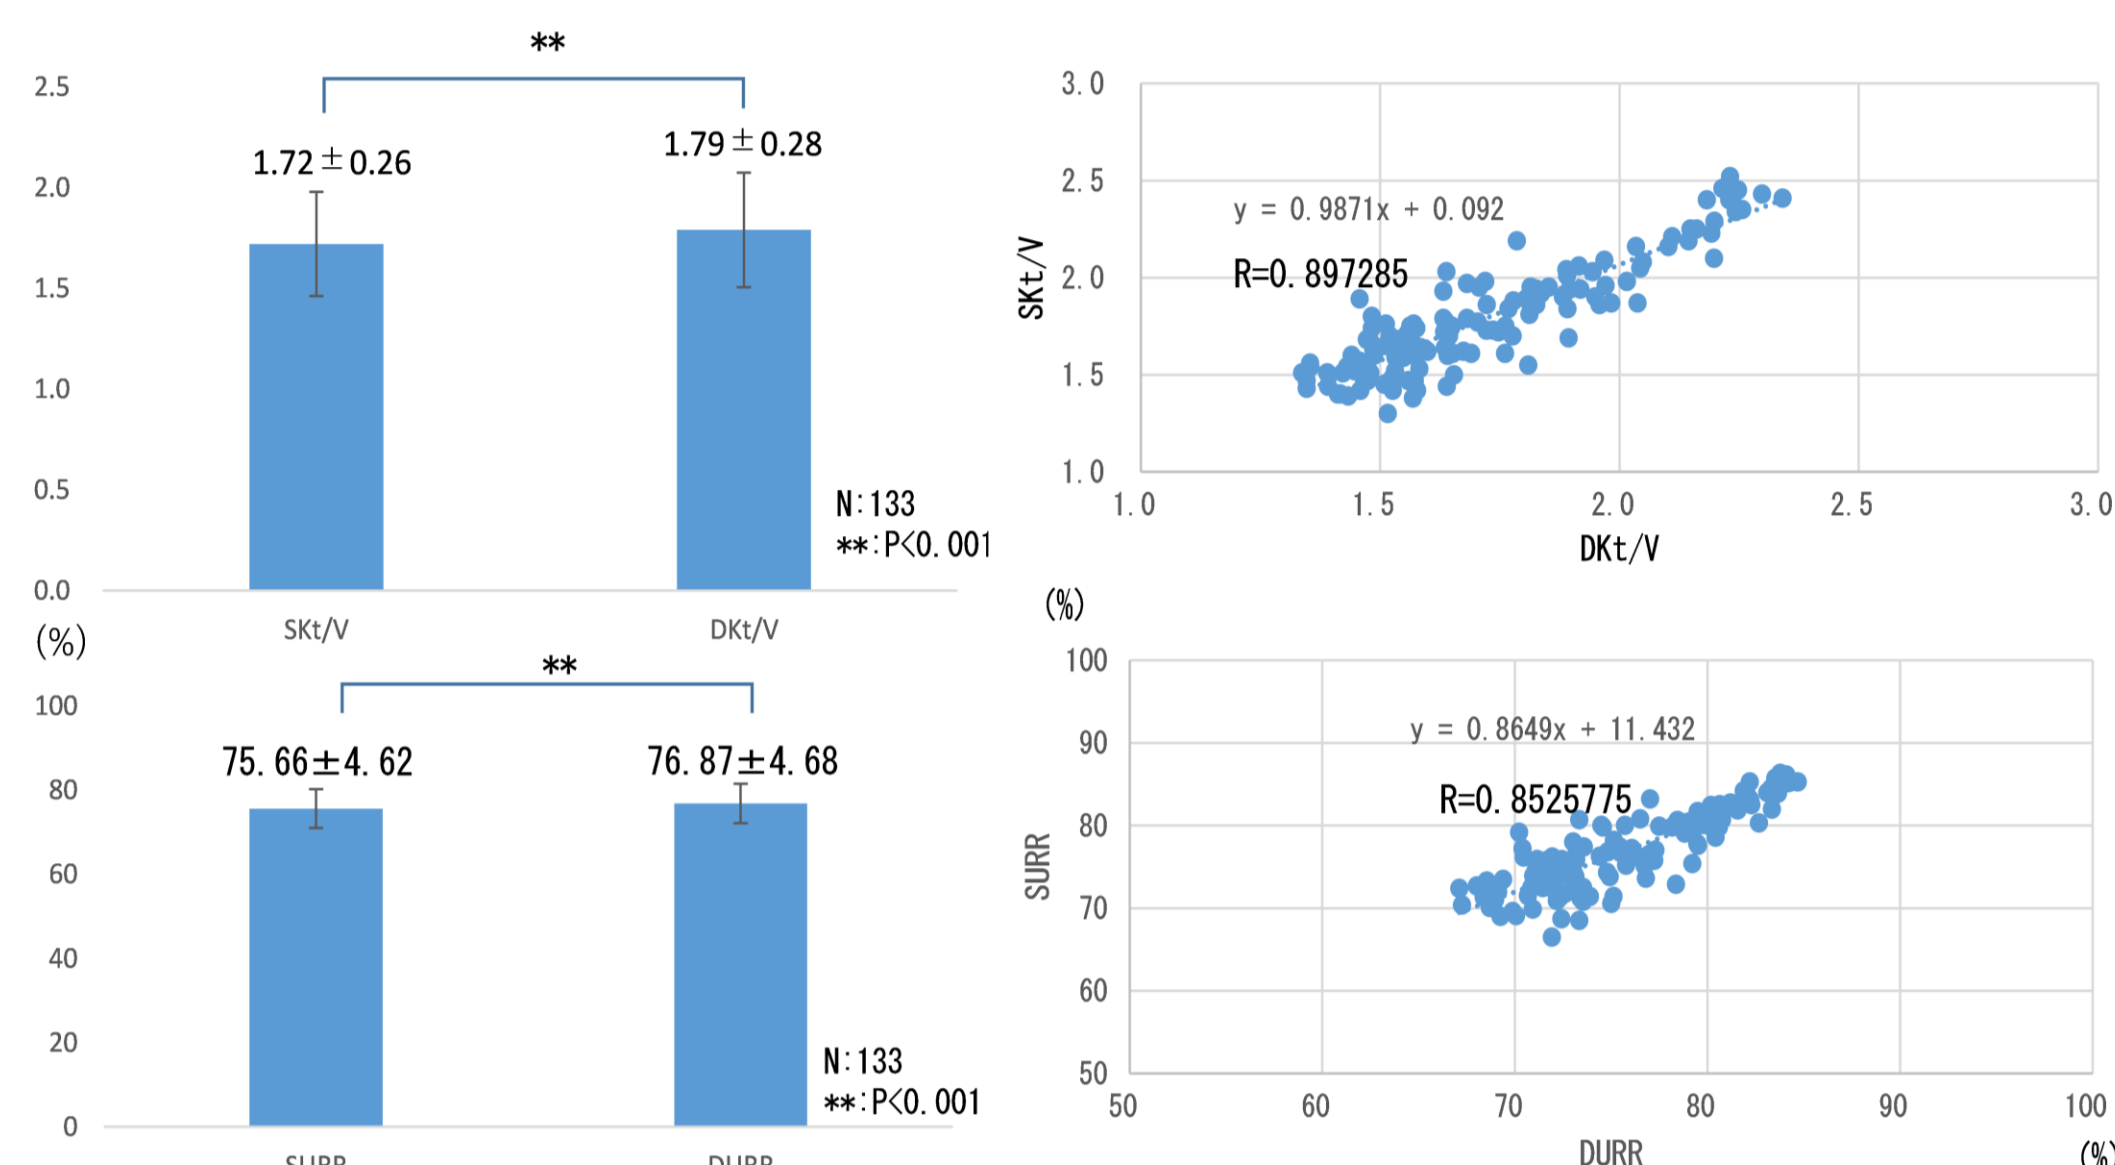 **
2.5
1.72±0.26
1.79±0.28
2.0
1.5
1.0
0.5
0.0
N:133
**:P<0.001
SKt/V
DKt/V
3.0
2.5
2.0
1.5
1.0
SKt/V
y = 0.9871x + 0.092
R=0.897285
1.0
1.5
2.0
2.5
3.0
DKt/V
(%)
**
100
75.66±4.62
76.87±4.68
80
60
40
20
0
N:133
**:P<0.001
SURR
DURR
(%)
100
90
80
70
60
50
SURR
y = 0.8649x + 11.432
R=0.8525775
50
60
70
80
90
100
DURR
(%)